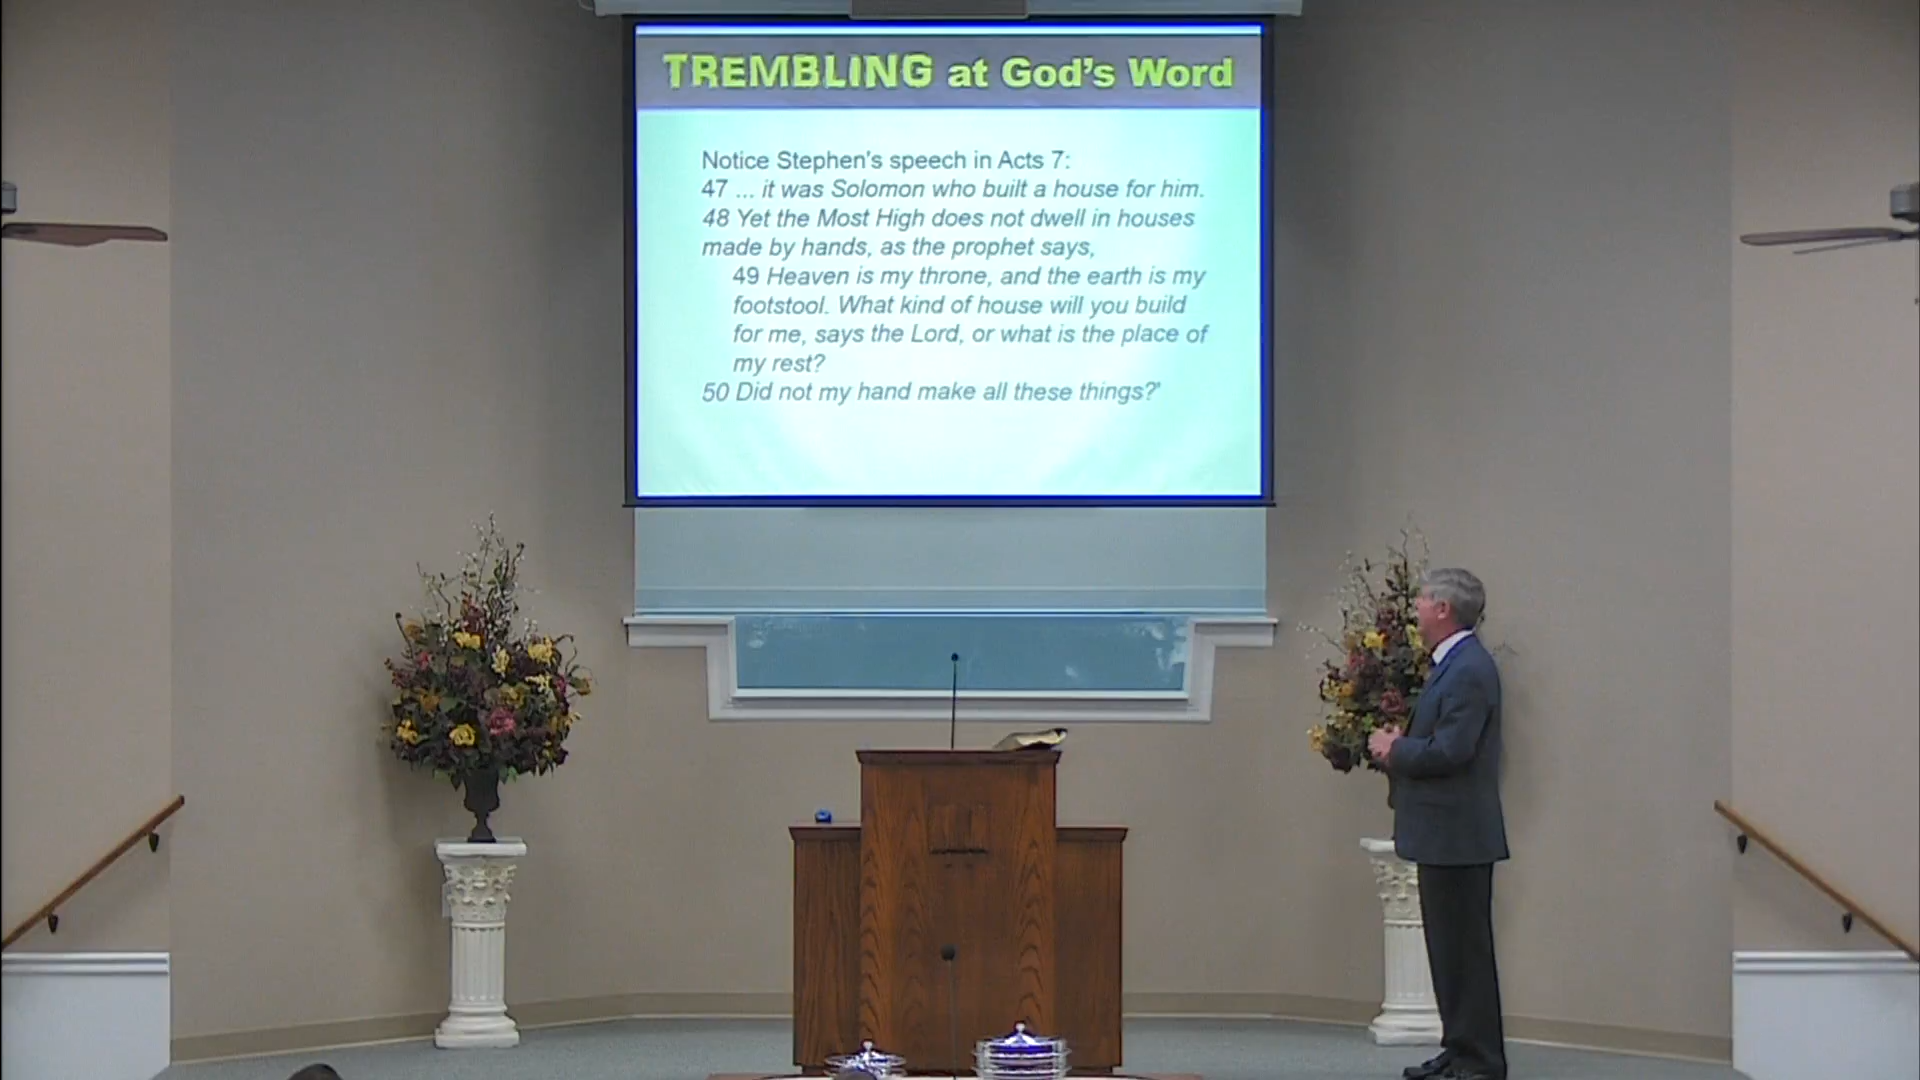 TREMBLING at God's Word
Notice Stephen's speech in Acts 7:
47 ... it was Solomon who built a house for him.
48 Yet the Most High does not dwell in houses
made by hands, as the prophet says,
49 Heaven is my throne, and the earth is my
footstool. What kind of house will you build
for me, says the Lord, or what is the place of
my rest?
50 Did not my hand make all these things?'